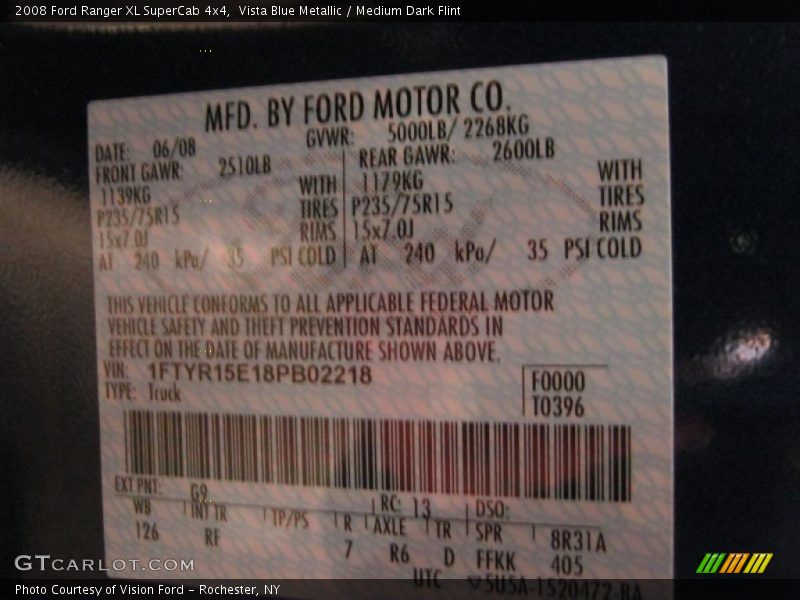 2008 Ford Ranger XL SuperCab 4x4,  Vista Blue Metallic / Medium Dark Flint
MFD. BY FORD MOTOR CO.
DATE: 06/08 GVWR: 5000LB/ 2268KG
FRONT GAWR: 2510LB REAR GAWR: 2600LB
1139KG WITH 1179KG WITH
P235/75R15 TIRES P235/75R15 TIRES
15x7.0J RIMS 15x7.0J RIMS
AT 240 kPa/ 35 PSI COLD AT 240 kPa/ 35 PSI COLD
THIS VEHICLE CONFORMS TO ALL APPLICABLE FEDERAL MOTOR
VEHICLE SAFETY AND THEFT PREVENTION STANDARDS IN
EFFECT ON THE DATE OF MANUFACTURE SHOWN ABOVE.
VIN: 1FTYR15E18PB02218 F0000
TYPE: Truck T0396
EXT PNT: G9 RC: 13 DSO:
WB INT TR TP/PS R AXLE TR SPR 8R31A
126 RF 7 R6 D FFKK 405
UTC ▽5U5A-1520472-BA
GTCARLOT.COM
Photo Courtesy of Vision Ford – Rochester, NY